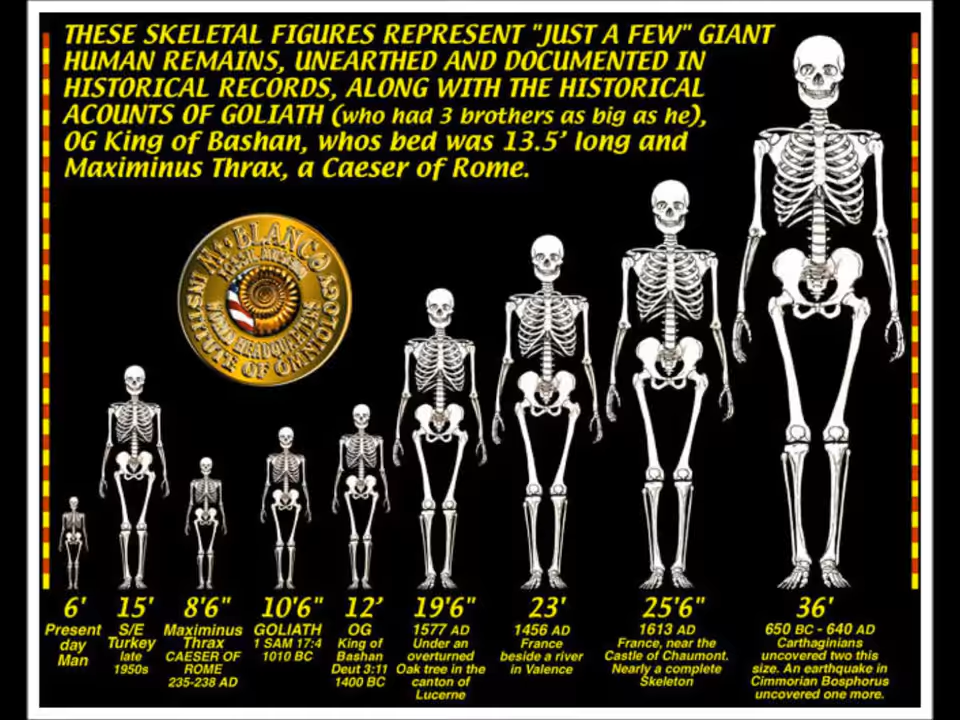 THESE SKELETAL FIGURES REPRESENT "JUST A FEW" GIANT
HUMAN REMAINS, UNEARTHED AND DOCUMENTED IN
HISTORICAL RECORDS, ALONG WITH THE HISTORICAL
ACOUNTS OF GOLIATH (who had 3 brothers as big as he),
OG King of Bashan, whos bed was 13.5' long and
Maximinus Thrax, a Caeser of Rome.
MT. BLANCO
FOSSIL MUSEUM
WORLD HEADQUARTERS
INSTITUTE OF OMNIOLOGY
6'
Present
day
Man
15'
S/E
Turkey
late
1950s
8'6"
Maximinus
Thrax
CAESER OF
ROME
235-238 AD
10'6"
GOLIATH
1 SAM 17:4
1010 BC
12'
OG
King of
Bashan
Deut 3:11
1400 BC
19'6"
1577 AD
Under an
overturned
Oak tree in the
canton of
Lucerne
23'
1456 AD
France
beside a river
in Valence
25'6"
1613 AD
France, near the
Castle of Chaumont.
Nearly a complete
Skeleton
36'
650 BC - 640 AD
Carthaginians
uncovered two this
size. An earthquake in
Cimmorian Bosphorus
uncovered one more.